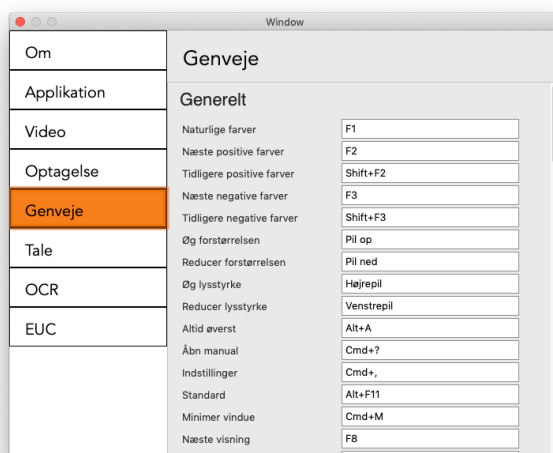 Window
Om
Applikation
Video
Optagelse
Genveje
Tale
OCR
EUC
Genveje
Generelt
Naturlige farver F1
Næste positive farver F2
Tidligere positive farver Shift+F2
Næste negative farver F3
Tidligere negative farver Shift+F3
Øg forstørrelsen Pil op
Reducer forstørrelsen Pil ned
Øg lysstyrke Højrepil
Reducer lysstyrke Venstrepil
Altid øverst Alt+A
Åbn manual Cmd+?
Indstillinger Cmd+,
Standard Alt+F11
Minimer vindue Cmd+M
Næste visning F8